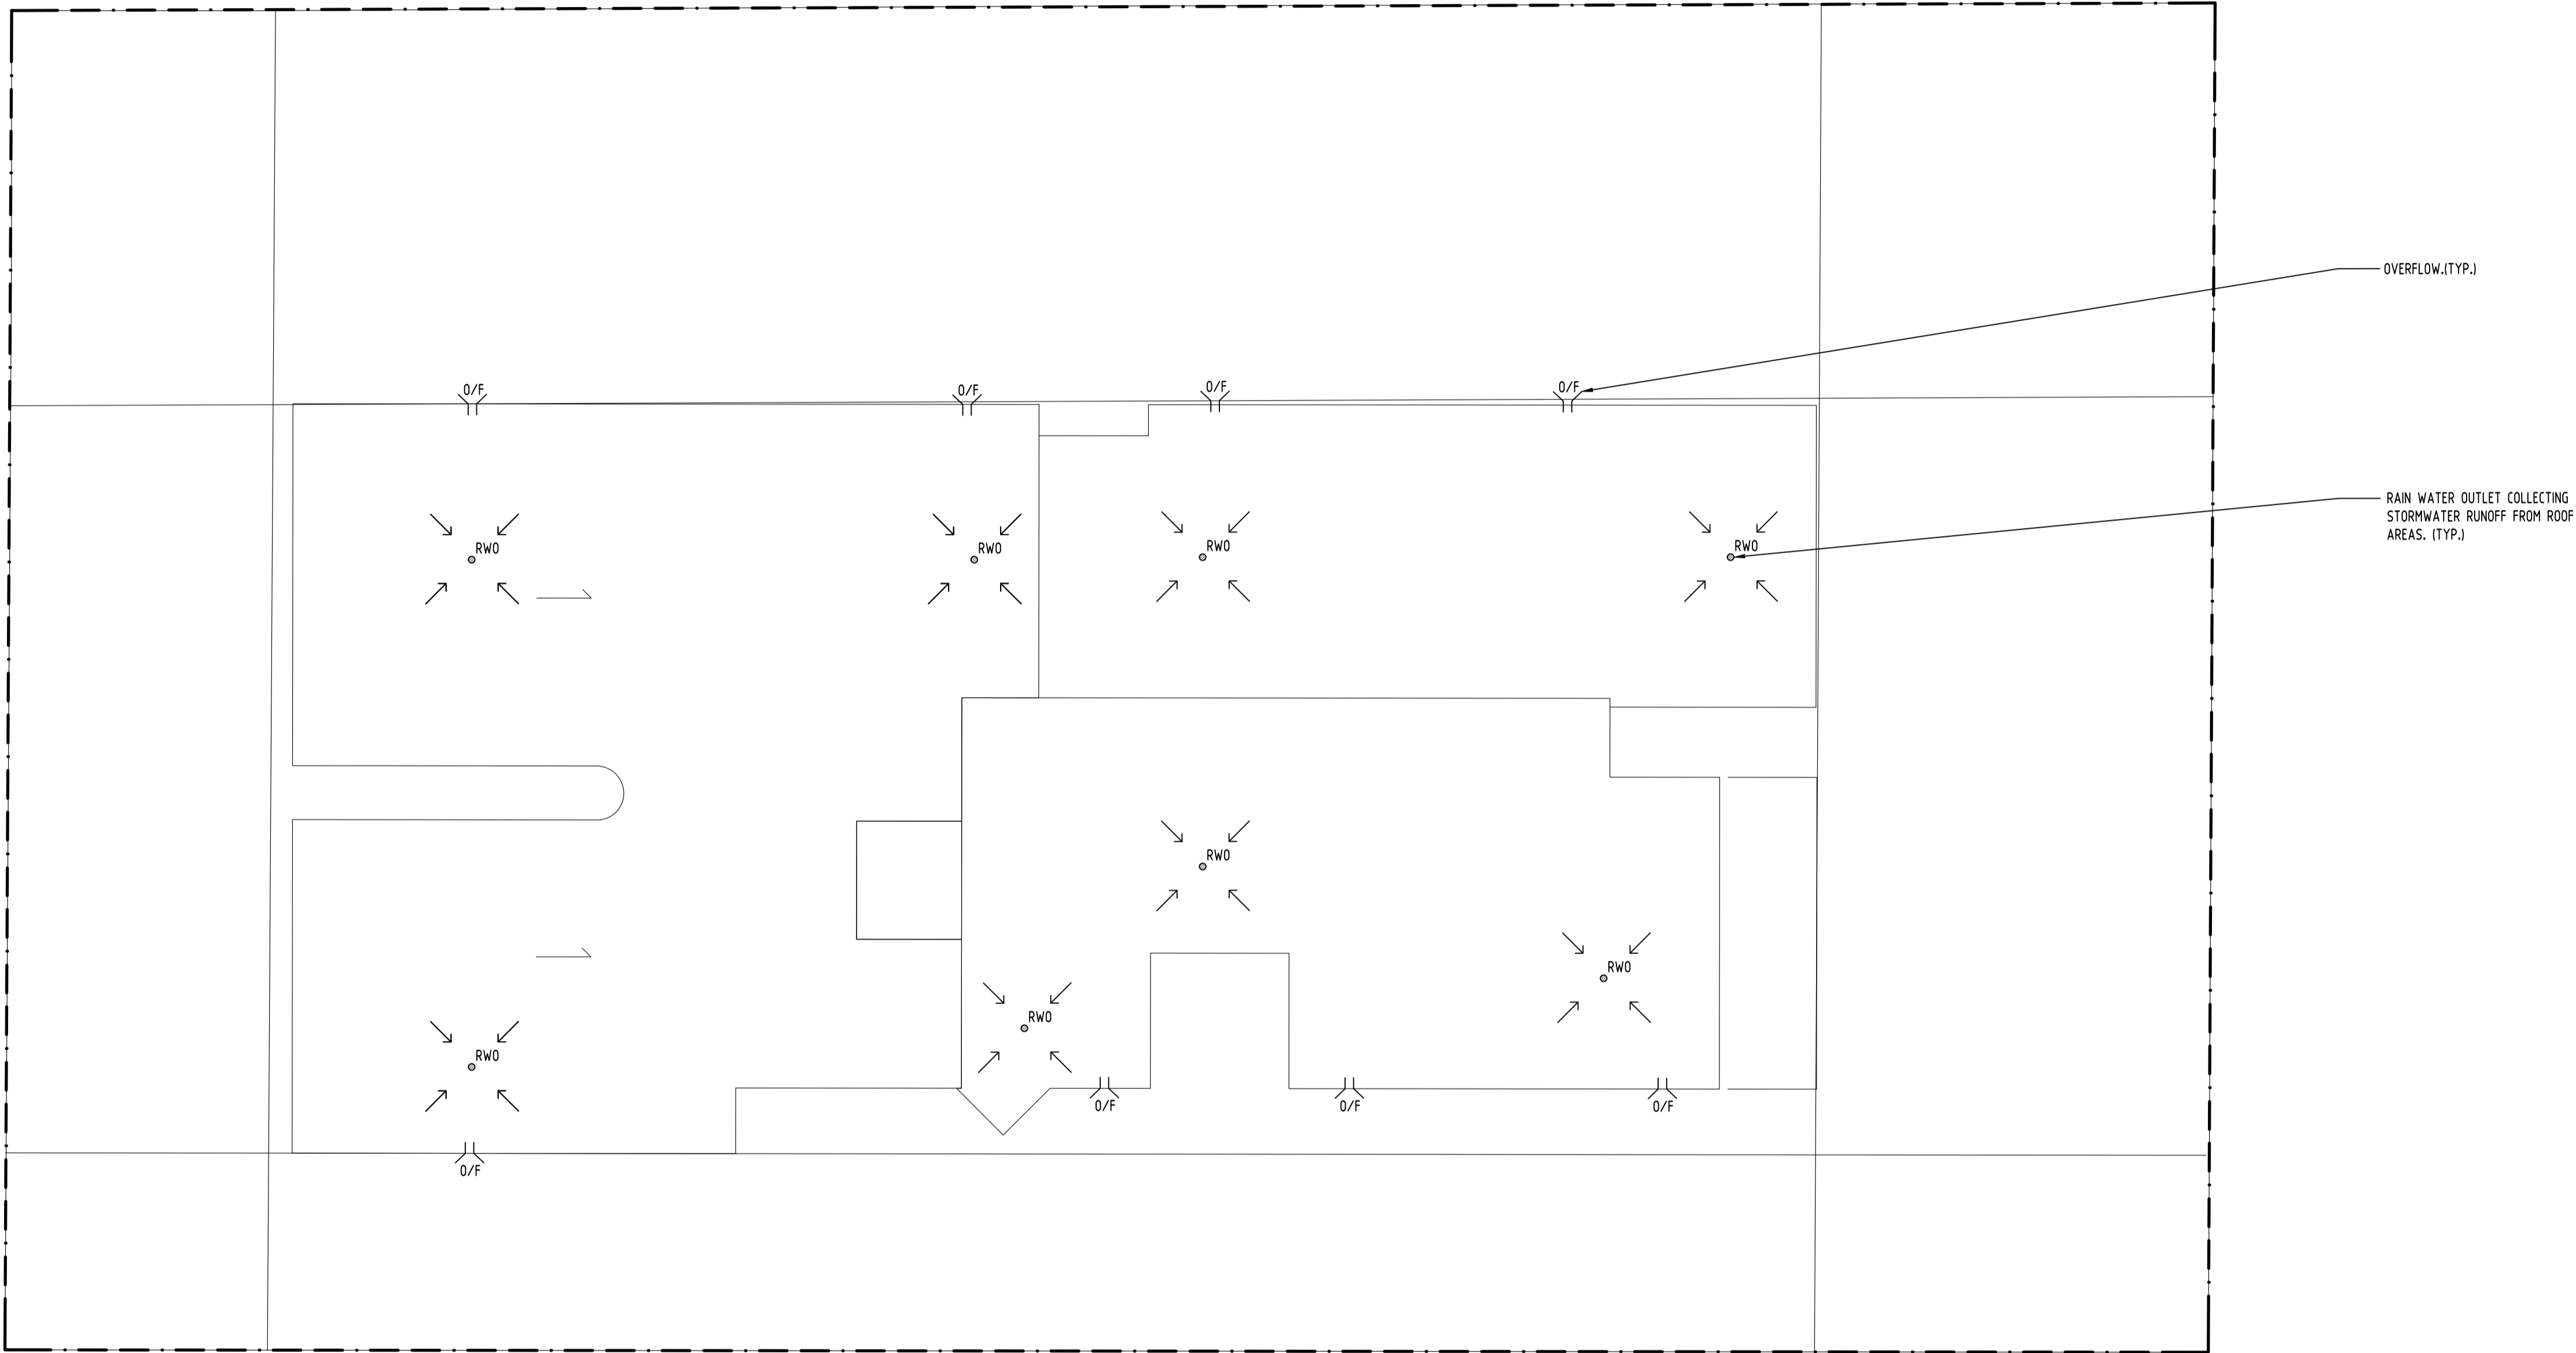 OVERFLOW.(TYP.)
O/F
O/F
O/F
O/F
RAIN WATER OUTLET COLLECTING
STORMWATER RUNOFF FROM ROOF
AREAS. (TYP.)
RWO
RWO
RWO
RWO
RWO
RWO
RWO
RWO
O/F
O/F
O/F
O/F